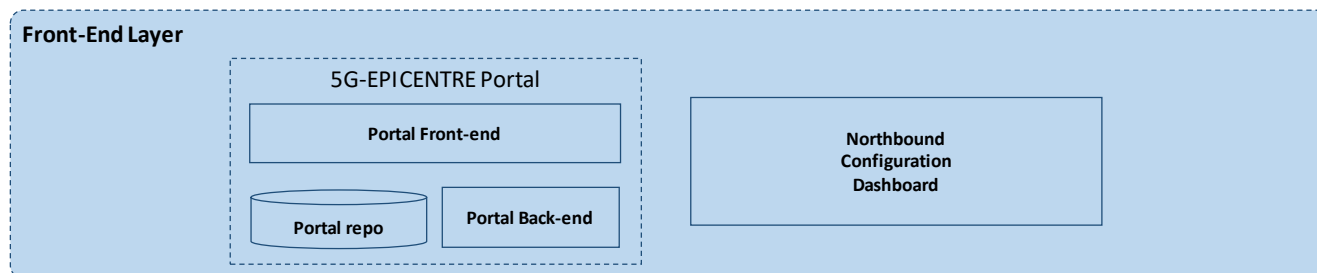 Front-End Layer
5G-EPICENTRE Portal
Portal Front-end
Portal repo
Portal Back-end
Northbound
Configuration
Dashboard